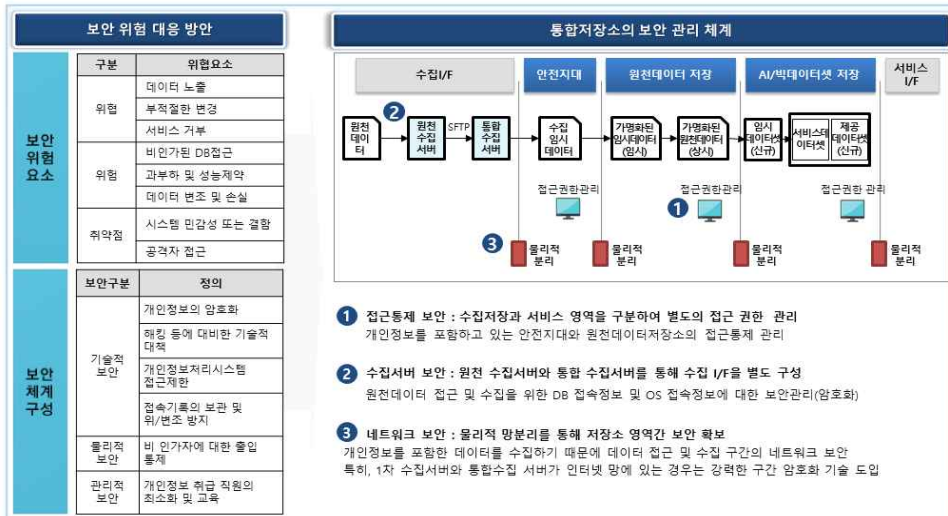 보안 위협 대응 방안
보안
위협
요소
구분
위협요소
위협
데이터 노출
부적절한 변경
서비스 거부
위험
비인가된 DB접근
과부하 및 성능제약
데이터 변조 및 손실
취약점
시스템 민감성 또는 결함
공격자 접근
보안
체계
구성
보안구분
정의
기술적
보안
개인정보의 암호화
해킹 등에 대비한 기술적
대책
개인정보처리시스템
접근제한
접속기록의 보관 및
위/변조 방지
물리적
보안
비 인가자에 대한 출입
통제
관리적
보안
개인정보 취급 직원의
최소화 및 교육
통합저장소의 보안 관리 체계
수집I/F
안전지대
원천데이터 저장
AI/빅데이터셋 저장
서비스
I/F
2
원천
데이
터
원천
수집
서버
SFTP
통합
수집
서버
수집
임시
데이터
가명화된
임시데이터
(임시)
가명화된
원천데이터
(상시)
임시
데이터셋
(신규)
서비스데
이터셋
제공
데이터셋
(신규)
접근권한관리
1
접근권한관리
접근권한 관리
3
물리적
분리
물리적
분리
물리적
분리
물리적
분리
1 접근통제 보안 : 수집저장과 서비스 영역을 구분하여 별도의 접근 권한 관리
개인정보를 포함하고 있는 안전지대와 원천데이터저장소의 접근통제 관리
2 수집서버 보안 : 원천 수집서버와 통합 수집서버를 통해 수집 I/F을 별도 구성
원천데이터 접근 및 수집을 위한 DB 접속정보 및 OS 접속정보에 대한 보안관리(암호화)
3 네트워크 보안 : 물리적 망분리를 통해 저장소 영역간 보안 확보
개인정보를 포함한 데이터를 수집하기 때문에 데이터 접근 및 수집 구간의 네트워크 보안
특히, 1차 수집서버와 통합수집 서버가 인터넷 망에 있는 경우는 강력한 구간 암호화 기술 도입